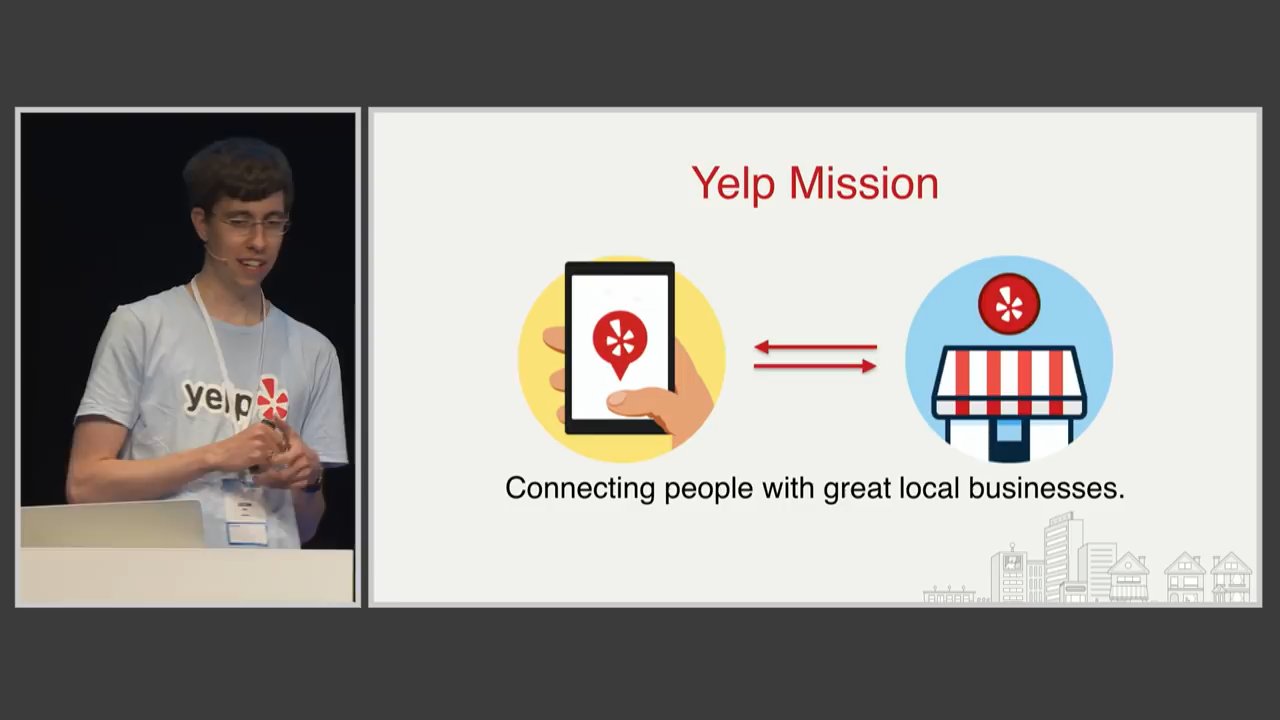 yelp
Yelp Mission
Connecting people with great local businesses.